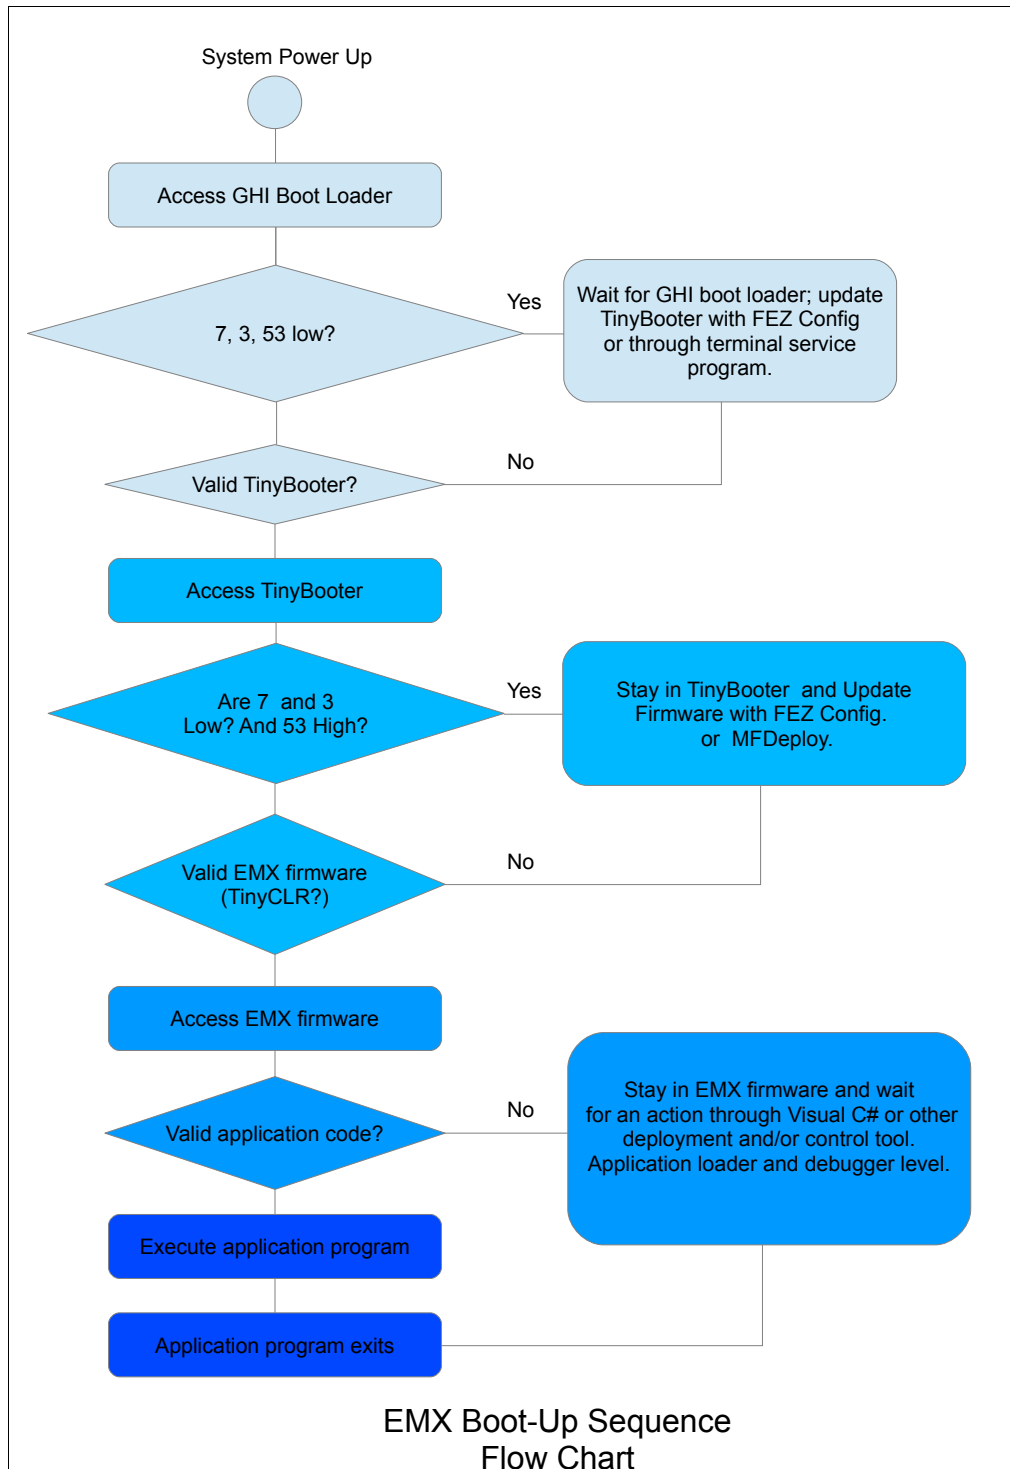 System Power Up
Access GHI Boot Loader
7, 3, 53 low?
Yes
Wait for GHI boot loader; update
TinyBooter with FEZ Config
or through terminal service
program.
Valid TinyBooter?
No
Access TinyBooter
Are 7 and 3
Low? And 53 High?
Yes
Stay in TinyBooter and Update
Firmware with FEZ Config.
or MFDeploy.
Valid EMX firmware
(TinyCLR?)
No
Access EMX firmware
Valid application code?
No
Stay in EMX firmware and wait
for an action through Visual C# or other
deployment and/or control tool.
Application loader and debugger level.
Execute application program
Application program exits
EMX Boot-Up Sequence
Flow Chart